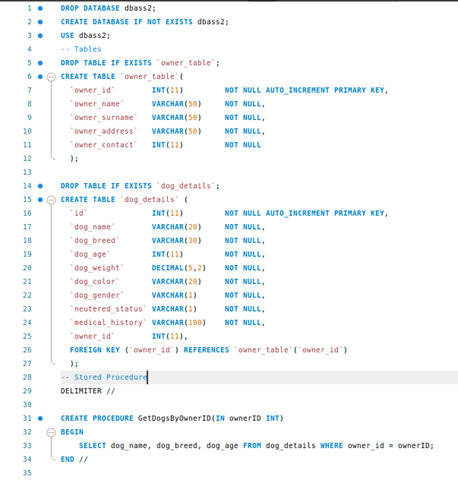 1 DROP DATABASE dbass2;
2 CREATE DATABASE IF NOT EXISTS dbass2;
3 USE dbass2;
4 -- Tables
5 DROP TABLE IF EXISTS `owner_table`;
6 CREATE TABLE `owner_table`(
7 `owner_id` INT(11) NOT NULL AUTO_INCREMENT PRIMARY KEY,
8 `owner_name` VARCHAR(50) NOT NULL,
9 `owner_surname` VARCHAR(50) NOT NULL,
10 `owner_address` VARCHAR(50) NOT NULL,
11 `owner_contact` INT(11) NOT NULL
12 );
13
14 DROP TABLE IF EXISTS `dog_details`;
15 CREATE TABLE `dog_details` (
16 `id` INT(11) NOT NULL AUTO_INCREMENT PRIMARY KEY,
17 `dog_name` VARCHAR(20) NOT NULL,
18 `dog_breed` VARCHAR(30) NOT NULL,
19 `dog_age` INT(11) NOT NULL,
20 `dog_weight` DECIMAL(5,2) NOT NULL,
21 `dog_color` VARCHAR(20) NOT NULL,
22 `dog_gender` VARCHAR(1) NOT NULL,
23 `neutered_status` VARCHAR(1) NOT NULL,
24 `medical_history` VARCHAR(100) NOT NULL,
25 `owner_id` INT(11),
26 FOREIGN KEY (`owner_id`) REFERENCES `owner_table`(`owner_id`)
27 );
28 -- Stored Procedure
29 DELIMITER //
30
31 CREATE PROCEDURE GetDogsByOwnerID(IN ownerID INT)
32 BEGIN
33 SELECT dog_name, dog_breed, dog_age FROM dog_details WHERE owner_id = ownerID;
34 END //
35